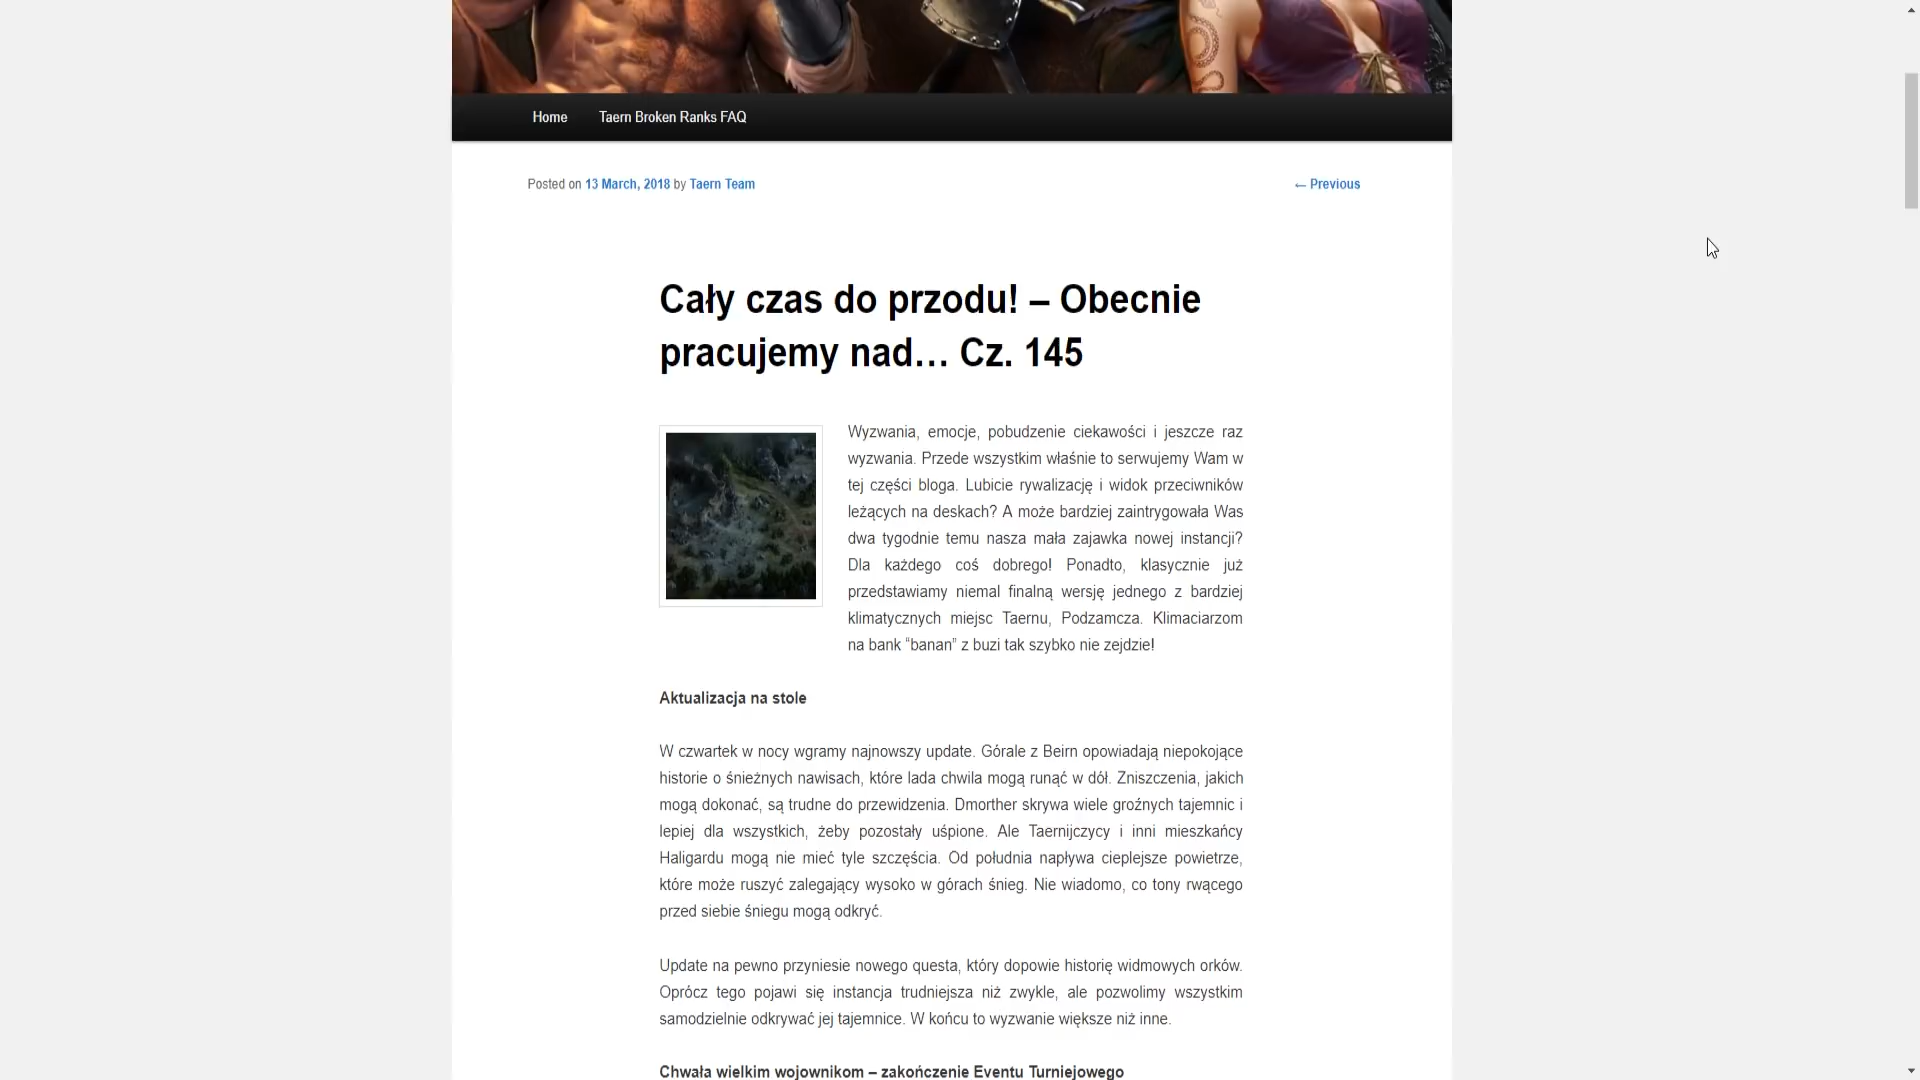 Home Taern Broken Ranks FAQ
Posted on 13 March, 2018 by Taern Team ← Previous
Cały czas do przodu! – Obecnie
pracujemy nad… Cz. 145
Wyzwania, emocje, pobudzenie ciekawości i jeszcze raz
wyzwania. Przede wszystkim właśnie to serwujemy Wam w
tej części bloga. Lubicie rywalizację i widok przeciwników
leżących na deskach? A może bardziej zaintrygowała Was
dwa tygodnie temu nasza mała zajawka nowej instancji?
Dla każdego coś dobrego! Ponadto, klasycznie już
przedstawiamy niemal finalną wersję jednego z bardziej
klimatycznych miejsc Taernu, Podzamcza. Klimaciarzom
na bank “banan” z buzi tak szybko nie zejdzie!
Aktualizacja na stole
W czwartek w nocy wgramy najnowszy update. Górale z Beirn opowiadają niepokojące
historie o śnieżnych nawisach, które lada chwila mogą runąć w dół. Zniszczenia, jakich
mogą dokonać, są trudne do przewidzenia. Dmorther skrywa wiele groźnych tajemnic i
lepiej dla wszystkich, żeby pozostały uśpione. Ale Taernijczycy i inni mieszkańcy
Haligardu mogą nie mieć tyle szczęścia. Od południa napływa cieplejsze powietrze,
które może ruszyć zalegający wysoko w górach śnieg. Nie wiadomo, co tony rwącego
przed siebie śniegu mogą odkryć.
Update na pewno przyniesie nowego questa, który dopowie historię widmowych orków.
Oprócz tego pojawi się instancja trudniejsza niż zwykle, ale pozwolimy wszystkim
samodzielnie odkrywać jej tajemnice. W końcu to wyzwanie większe niż inne.
Chwała wielkim wojownikom – zakończenie Eventu Turniejowego